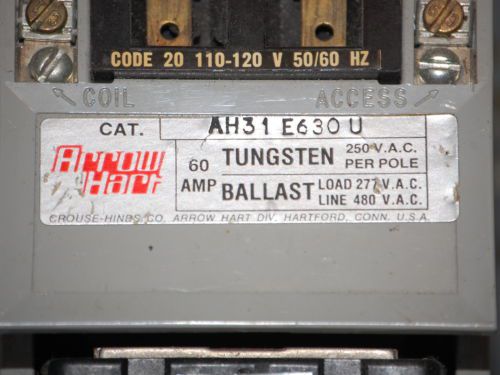 CODE 20 110-120 V 50/60 HZ
COIL ACCESS
CAT. AH31 E630U
Arrow Hart
60 AMP
TUNGSTEN 250 V.A.C. PER POLE
BALLAST LOAD 277 V.A.C. LINE 480 V.A.C.
CROUSE-HINDS CO. ARROW HART DIV. HARTFORD, CONN. U.S.A.